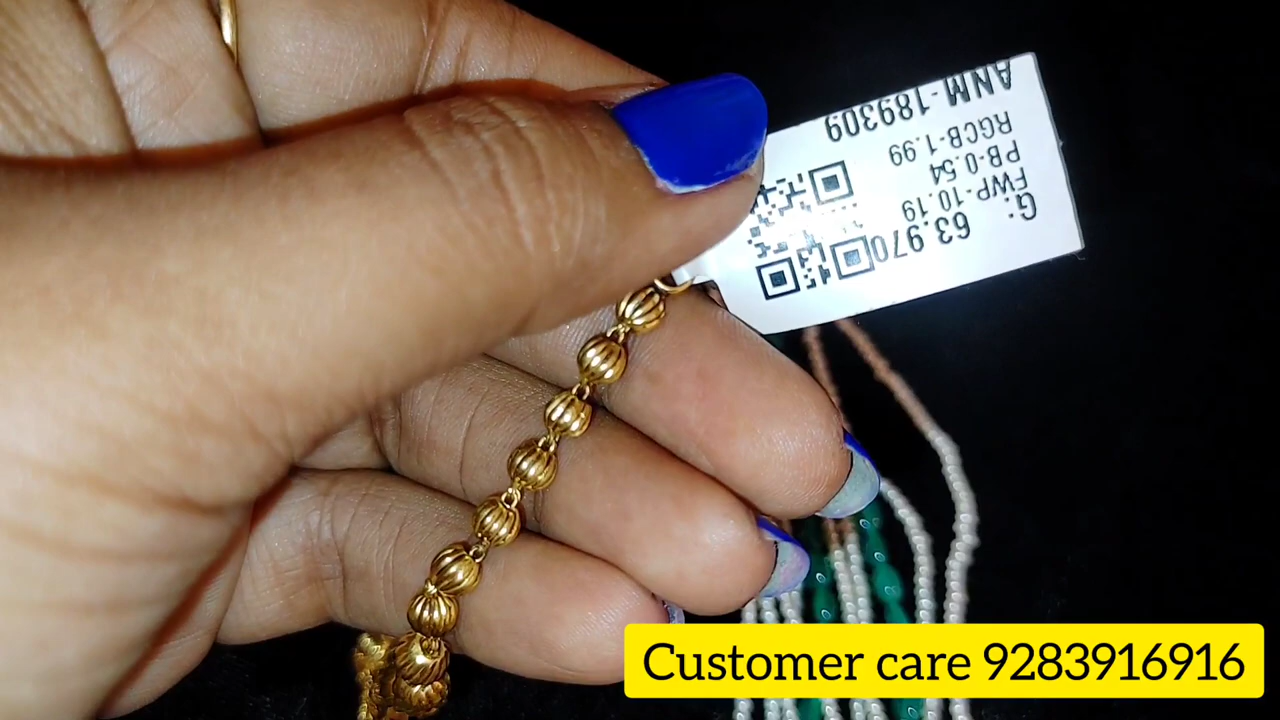 G: 63.970
FWP-10.19
PB-0.54
RGCB-1.99
ANM-189309
Customer care 9283916916